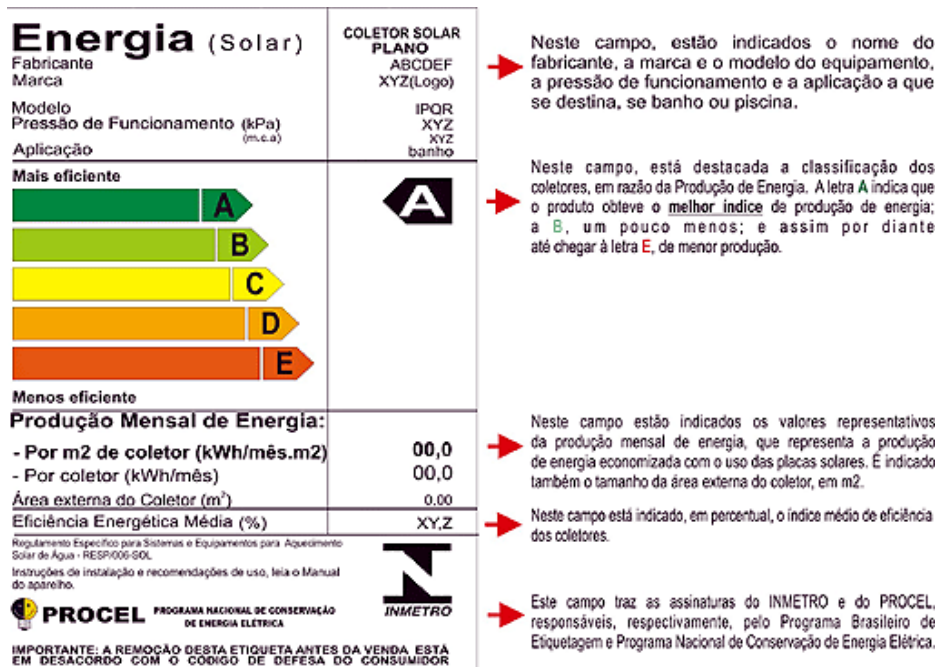 Energia (Solar)
COLETOR SOLAR
PLANO
Fabricante ABCDEF
Marca XYZ(Logo)
Modelo IPQR
Pressão de Funcionamento (kPa) XYZ
(m.c.a) XYZ
Aplicação banho
Neste campo, estão indicados o nome do
fabricante, a marca e o modelo do equipamento,
a pressão de funcionamento e a aplicação a que
se destina, se banho ou piscina.
Mais eficiente
A
B
C
D
E
Menos eficiente
A
Neste campo, está destacada a classificação dos
coletores, em razão da Produção de Energia. A letra A indica que
o produto obteve o melhor índice de produção de energia;
a B, um pouco menos; e assim por diante
até chegar à letra E, de menor produção.
Produção Mensal de Energia:
- Por m2 de coletor (kWh/mês.m2) 00,0
- Por coletor (kWh/mês) 00,0
Área externa do Coletor (m²) 0.00
Neste campo estão indicados os valores representativos
da produção mensal de energia, que representa a produção
de energia economizada com o uso das placas solares. É indicado
também o tamanho da área externa do coletor, em m2.
Eficiência Energética Média (%) XY,Z
Neste campo está indicado, em percentual, o índice médio de eficiência
dos coletores.
Regulamento Específico para Sistemas e Equipamentos para Aquecimento
Solar de Água - RESP/006-SOL
Instruções de instalação e recomendações de uso, leia o Manual
do aparelho.
PROCEL
PROGRAMA NACIONAL DE CONSERVAÇÃO
DE ENERGIA ELÉTRICA
INMETRO
Este campo traz as assinaturas do INMETRO e do PROCEL,
responsáveis, respectivamente, pelo Programa Brasileiro de
Etiquetagem e Programa Nacional de Conservação de Energia Elétrica.
IMPORTANTE: A REMOÇÃO DESTA ETIQUETA ANTES DA VENDA ESTÁ
EM DESACORDO COM O CÓDIGO DE DEFESA DO CONSUMIDOR